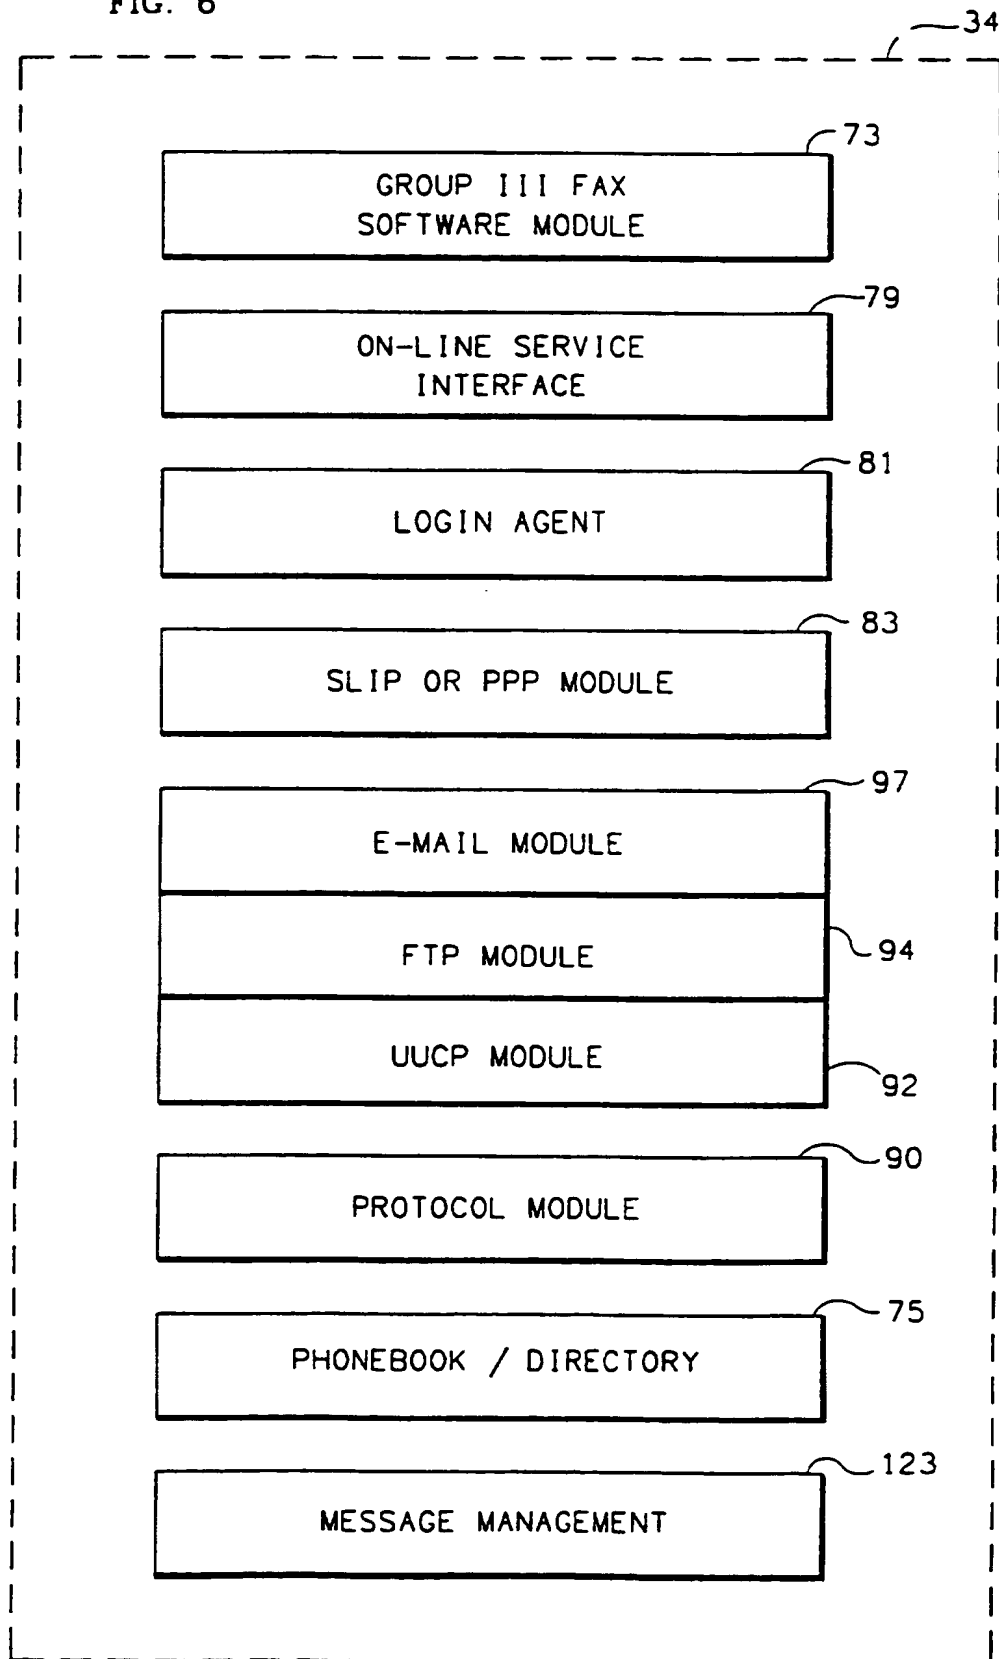 FIG. 6
34
73
GROUP III FAX
SOFTWARE MODULE
79
ON-LINE SERVICE
INTERFACE
81
LOGIN AGENT
83
SLIP OR PPP MODULE
97
E-MAIL MODULE
FTP MODULE
94
UUCP MODULE
92
90
PROTOCOL MODULE
75
PHONEBOOK / DIRECTORY
123
MESSAGE MANAGEMENT